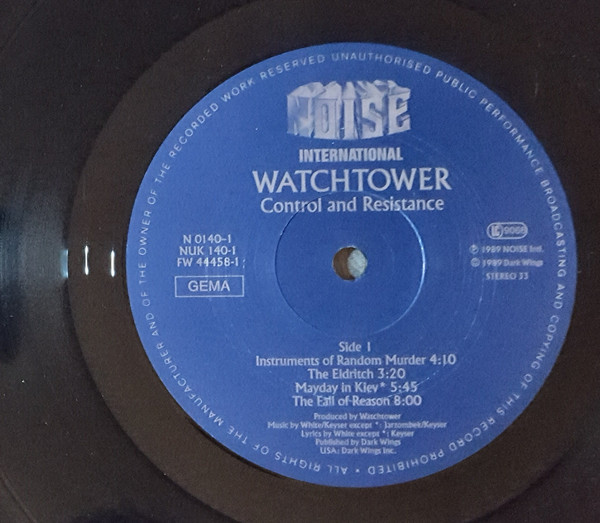 NOISE
INTERNATIONAL
WATCHTOWER
Control and Resistance
N 0140-1
NUK 140-1
FW 44458-1
GEMA
LC 9066
℗ 1989 NOISE Intl.
© 1989 Dark Wings
STEREO 33
Side 1
Instruments of Random Murder 4:10
The Eldritch 3:20
Mayday in Kiev * 5:45
The Fall of Reason 8:00
Produced by Watchtower
Music by White/Keyser except *: Jarzombek/Keyser
Lyrics by White except *: Keyser
Published by Dark Wings
USA: Dark Wings Inc.
• ALL RIGHTS OF THE MANUFACTURER AND OF THE OWNER OF THE RECORDED WORK RESERVED UNAUTHORISED PUBLIC PERFORMANCE BROADCASTING AND COPYING OF THIS RECORD PROHIBITED